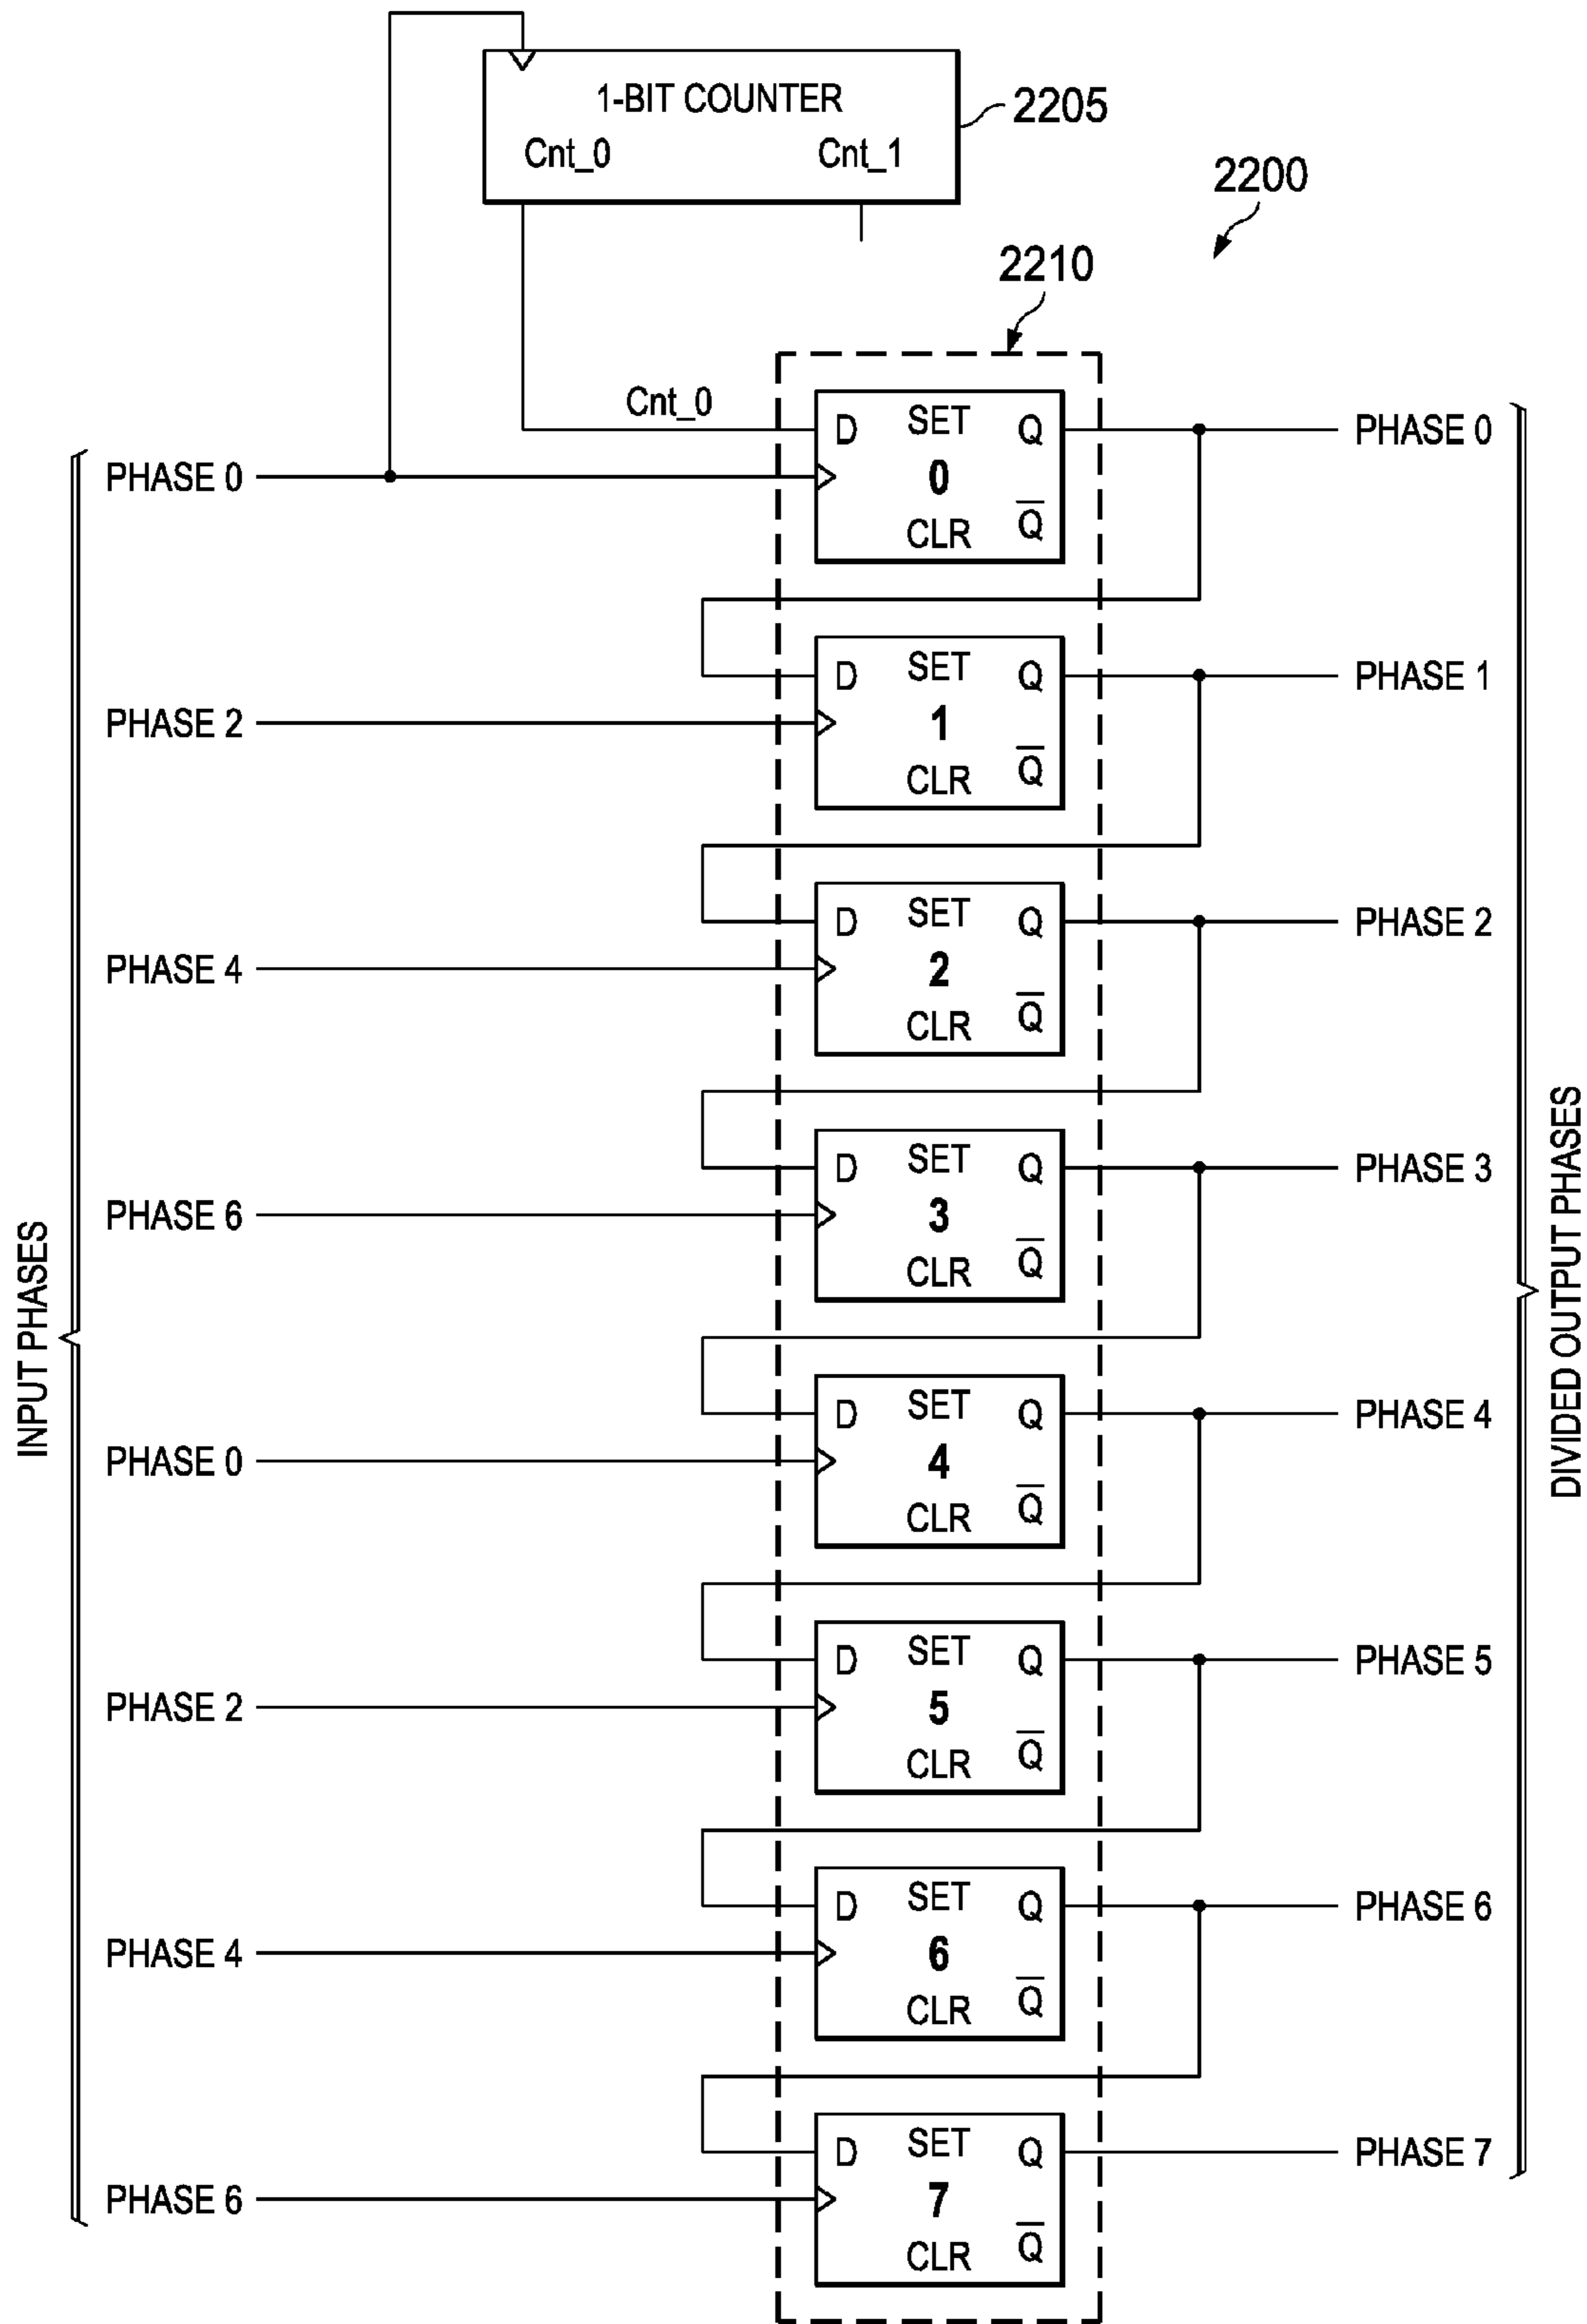 1-BIT COUNTER
Cnt_0 Cnt_1
2205
2200
2210
Cnt_0
INPUT PHASES
DIVIDED OUTPUT PHASES
D SET Q
PHASE 0
PHASE 0
0
CLR Q̅
D SET Q
PHASE 1
PHASE 2
1
CLR Q̅
D SET Q
PHASE 2
PHASE 4
2
CLR Q̅
D SET Q
PHASE 3
PHASE 6
3
CLR Q̅
D SET Q
PHASE 4
PHASE 0
4
CLR Q̅
D SET Q
PHASE 5
PHASE 2
5
CLR Q̅
D SET Q
PHASE 6
PHASE 4
6
CLR Q̅
D SET Q
PHASE 7
PHASE 6
7
CLR Q̅